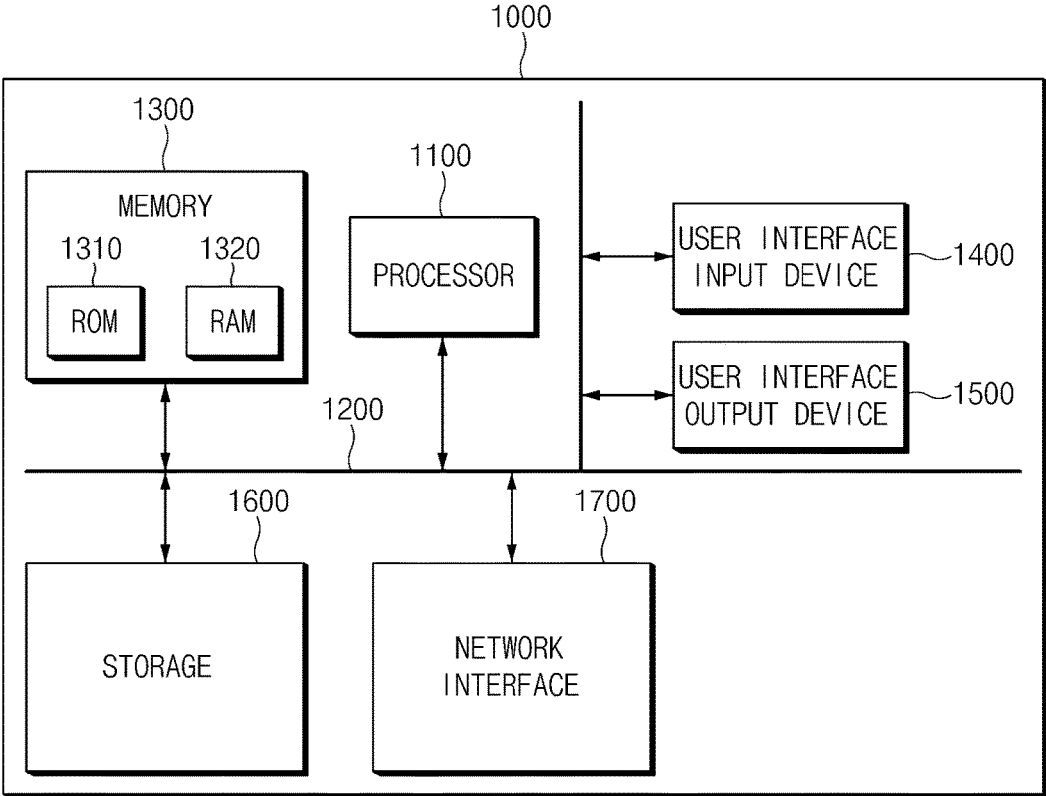 1000
1300
1100
MEMORY
1310
1320
ROM
RAM
PROCESSOR
USER INTERFACE
INPUT DEVICE
1400
USER INTERFACE
OUTPUT DEVICE
1500
1200
1600
1700
STORAGE
NETWORK
INTERFACE